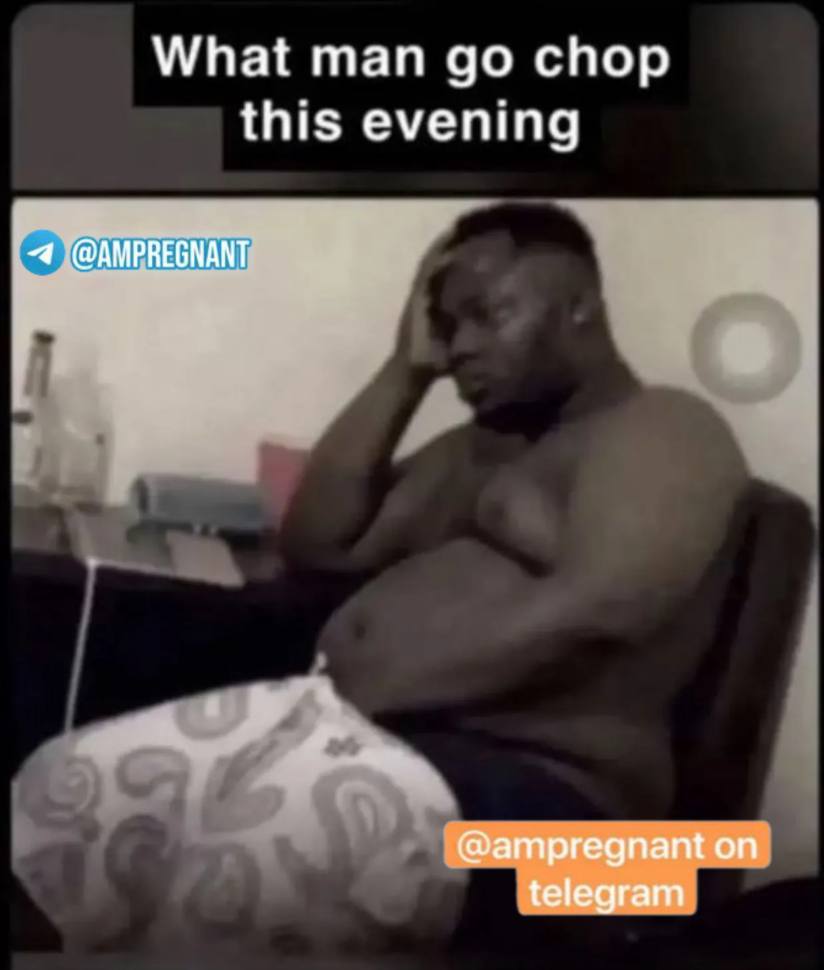 What man go chop
this evening
@AMPREGNANT
@ampregnant on
telegram